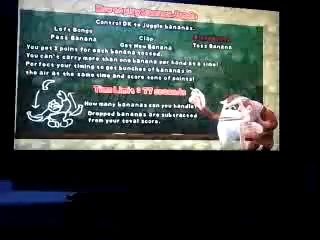 Control DK to juggle bananas.
Left Bongo
Pass Banana Clap Toss Banana
Get New Banana
You get 2 points for each banana tossed.
You can't carry more than one banana per hand at a time!
Perfect your timing to get bunches of bananas in
the air at the same time and score tons of points!
Time Limit : 77 seconds
How many bananas can you handle?
Dropped bananas are subtracted
from your total score.